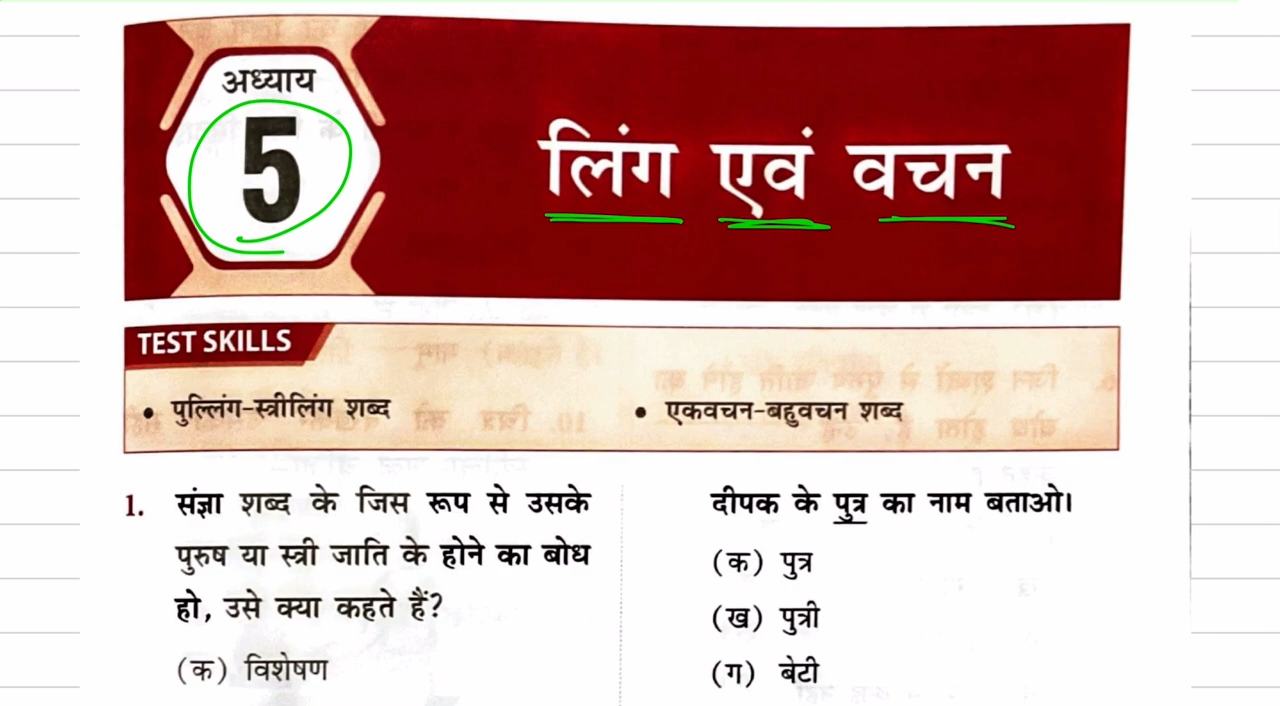 अध्याय
5
लिंग एवं वचन
TEST SKILLS
• पुल्लिंग-स्त्रीलिंग शब्द
• एकवचन-बहुवचन शब्द
1. संज्ञा शब्द के जिस रूप से उसके
पुरुष या स्त्री जाति के होने का बोध
हो, उसे क्या कहते हैं?
(क) विशेषण
दीपक के पुत्र का नाम बताओ।
(क) पुत्र
(ख) पुत्री
(ग) बेटी